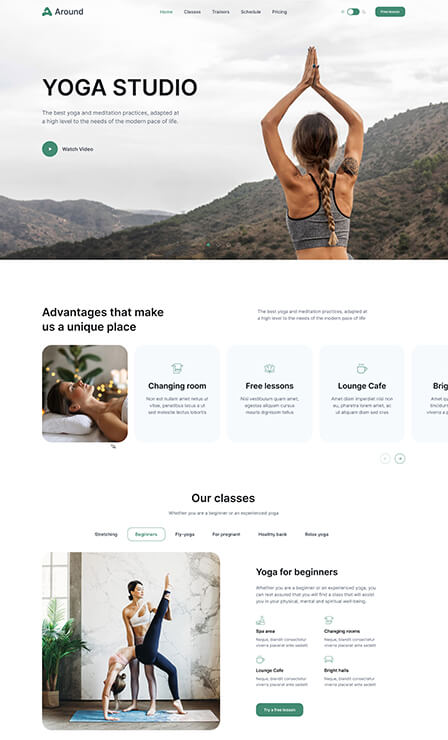 Around
Home Classes Trainers Schedule Pricing
Free lesson
YOGA STUDIO
The best yoga and meditation practices, adapted at
a high level to the needs of the modern pace of life.
Watch Video
Advantages that make
us a unique place
The best yoga and meditation practices, adapted at
a high level to the needs of the modern pace of life
Changing room
Non est nullam amet netus ut
vitae, penatibus lacus a ut
sed molestie lectus lobortis
Free lessons
Nisl vestibulum quam amet,
egestas aliquam cursus
mauris dignissim tellus
Lounge Cafe
Amet diam imperdiet nisl non
eu, pharetra lorem amet, ac
ut aliquam diam sed cras
Brig
Amet qu
viverra a p
Our classes
Whether you are a beginner or an experienced yoga
Stretching Beginners Fly-yoga For pregnant Healthy back Relax yoga
Yoga for beginners
Whether you are a beginner or an experienced yoga, you
can rest assured that you will find a class that will assist
you in your physical, mental and spiritual well-being.
Spa area
Neque, blandit consectetur
viverra placerat ante sedelit
Changing rooms
Neque, blandit consectetur
viverra placerat ante sedelit
Lounge Cafe
Neque, blandit consectetur
viverra placerat ante sedelit
Bright halls
Neque, blandit consectetur
viverra placerat ante sedelit
Try a free lesson